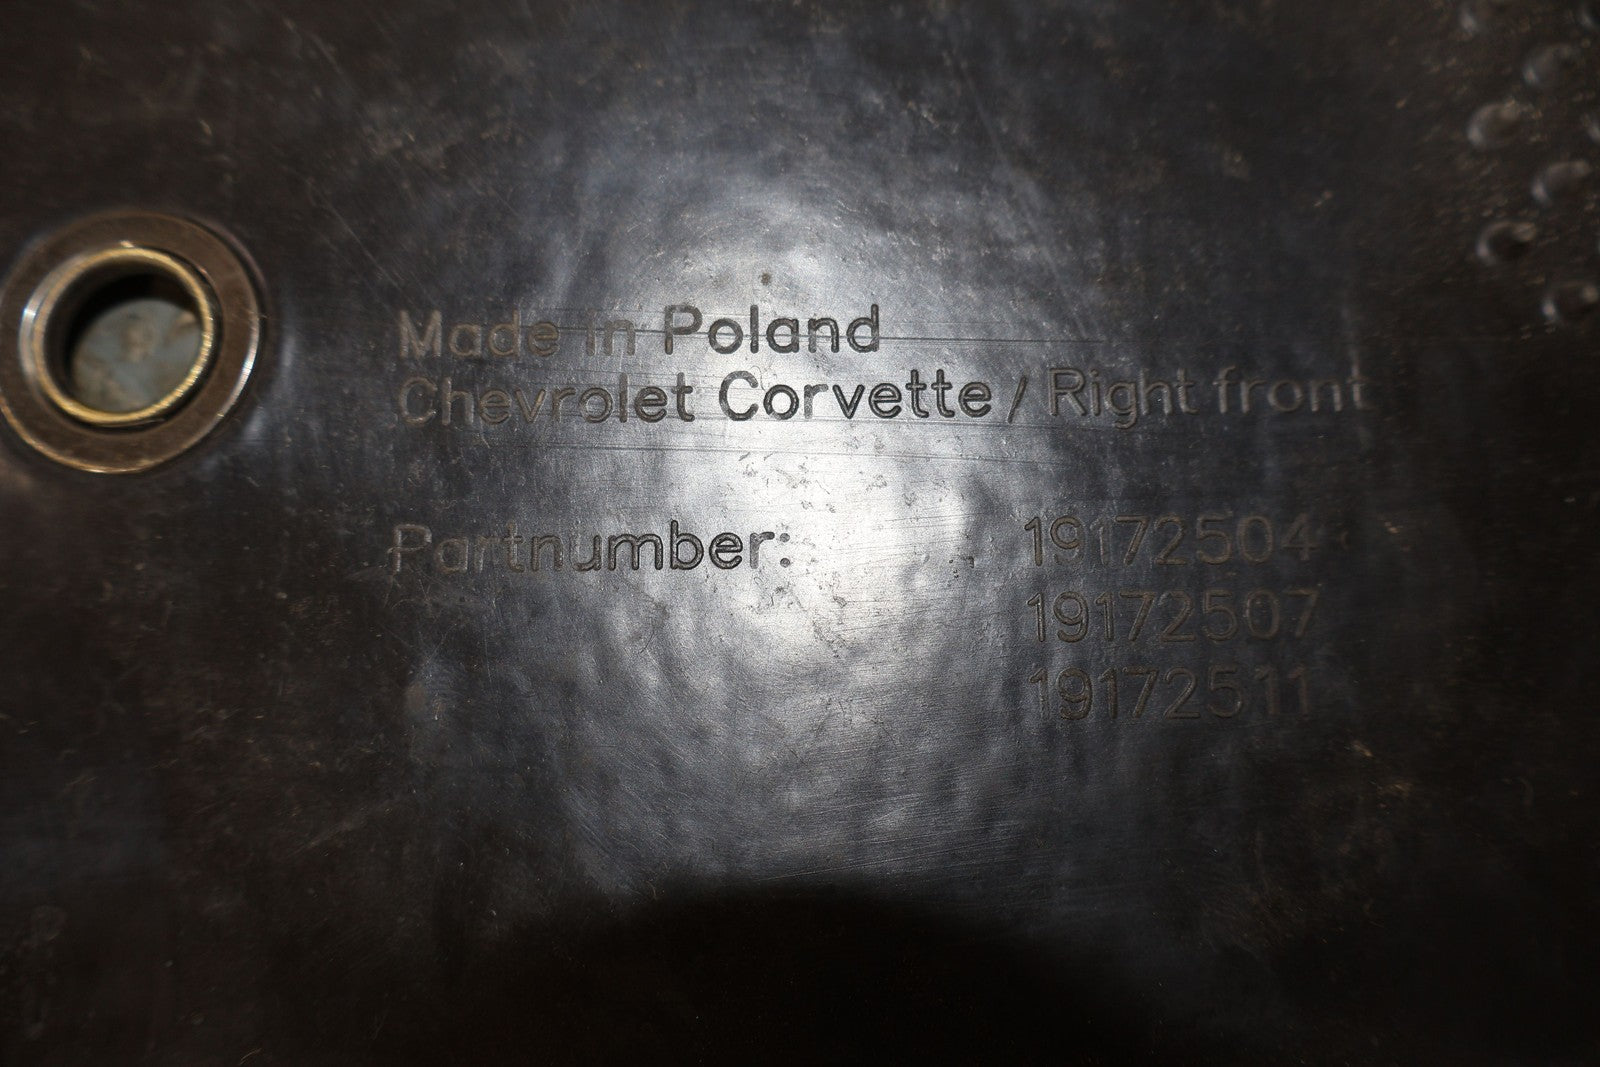 Made in Poland
Chevrolet Corvette / Right front
Partnumber: 19172504
19172507
19172511